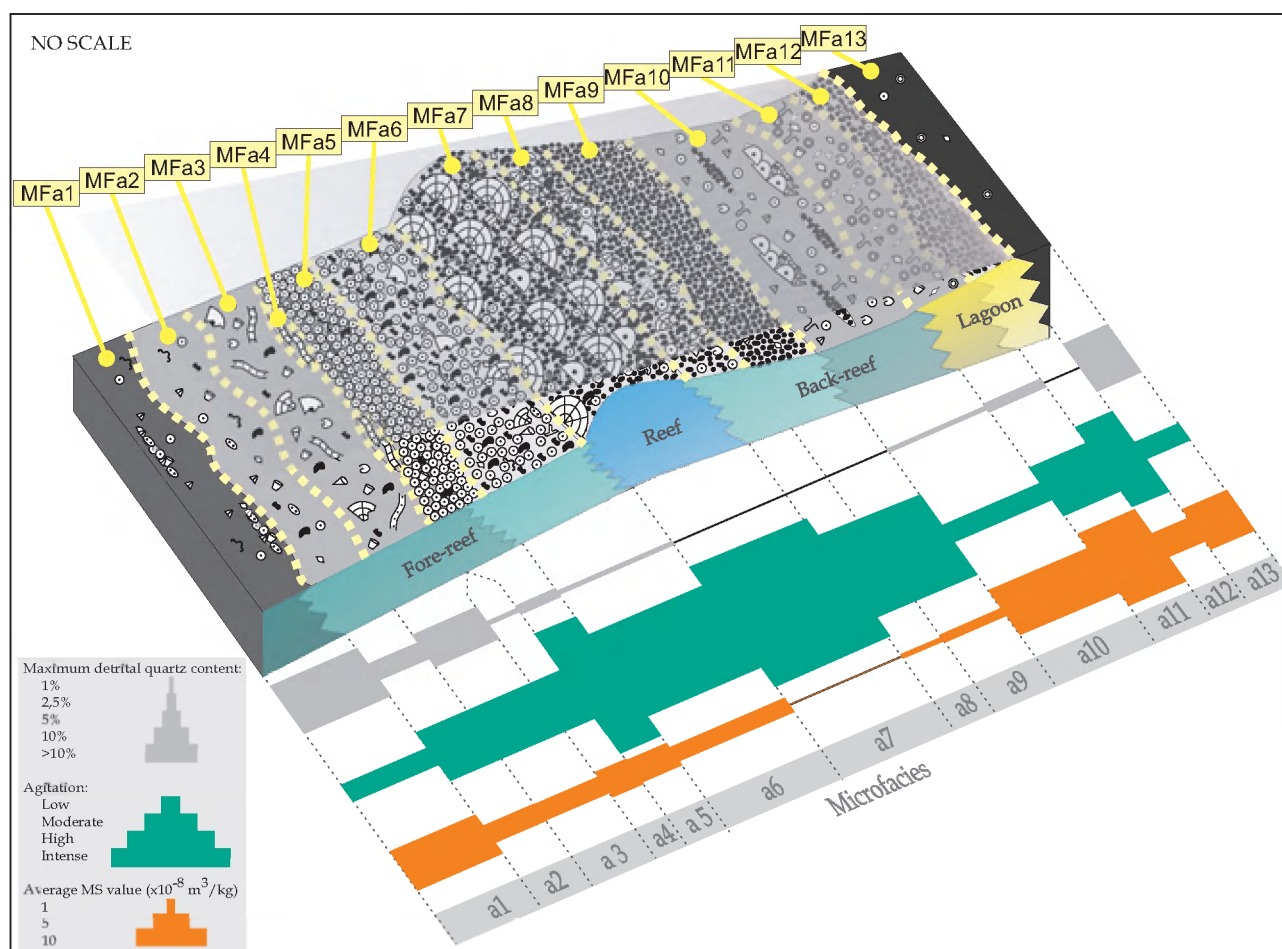 NO SCALE
MFa1
MFa2
MFa3
MFa4
MFa5
MFa6
MFa7
MFa8
MFa9
MFa10
MFa11
MFa12
MFa13
Fore-reef
Reef
Back-reef
Lagoon
Maximum detrital quartz content:
1%
2,5%
5%
10%
>10%
Agitation:
Low
Moderate
High
Intense
Average MS value (x10⁻⁸ m³/kg)
1
5
10
a1
a2
a 3
a4
a 5
a6
a7
a8
a9
a10
a11
a12
a13
Microfacies